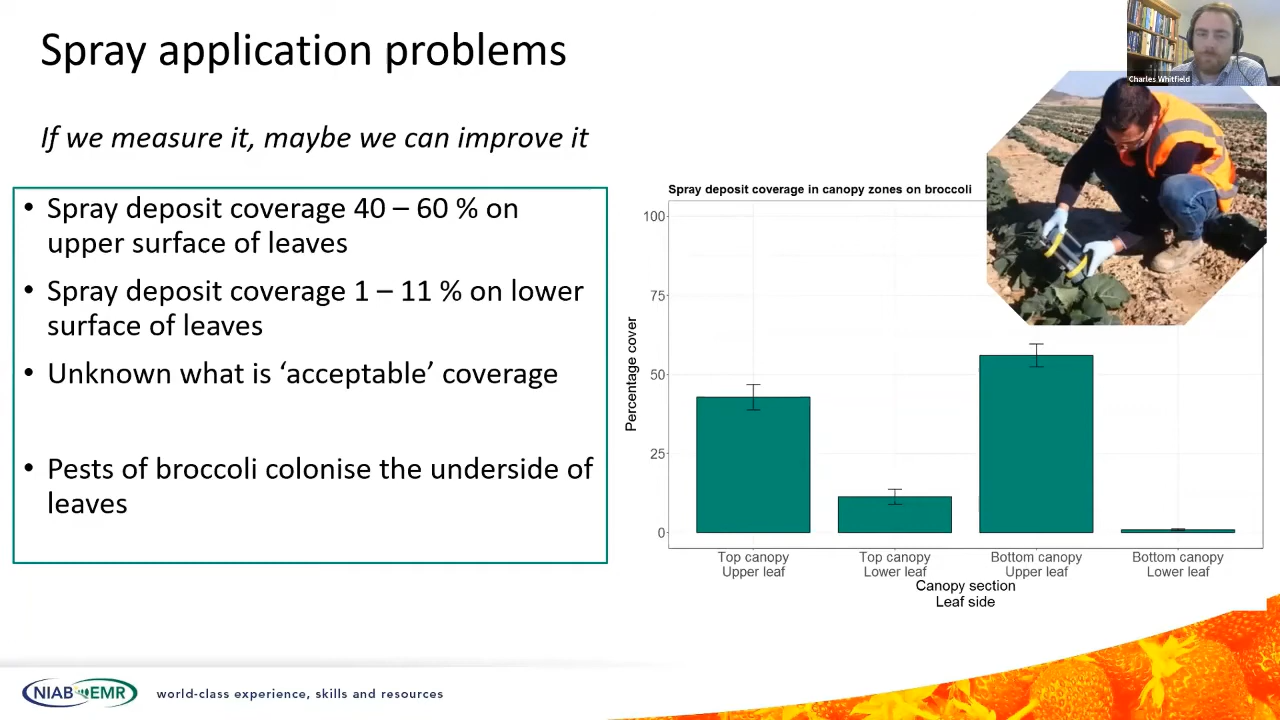 Spray application problems
Charles Whitfield
If we measure it, maybe we can improve it
• Spray deposit coverage 40 – 60 % on
upper surface of leaves
• Spray deposit coverage 1 – 11 % on lower
surface of leaves
• Unknown what is ‘acceptable’ coverage
• Pests of broccoli colonise the underside of
leaves
Spray deposit coverage in canopy zones on broccoli
Percentage cover
100
75
50
25
0
Top canopy
Upper leaf
Top canopy
Lower leaf
Bottom canopy
Upper leaf
Bottom canopy
Lower leaf
Canopy section
Leaf side
NIAB EMR
world-class experience, skills and resources